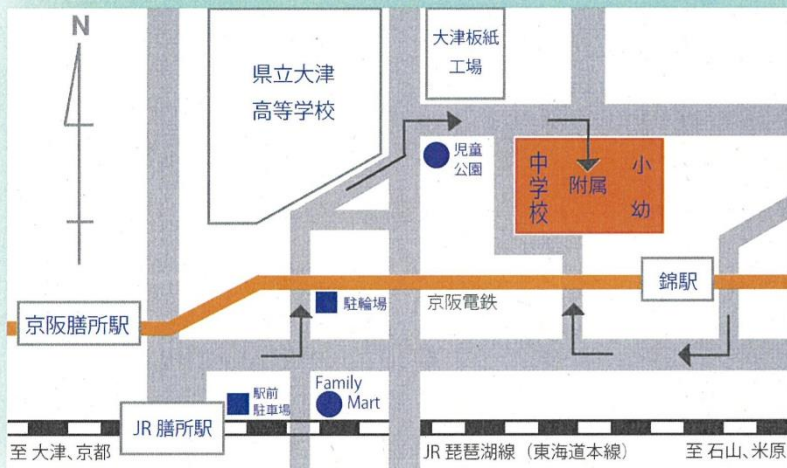 N
県立大津
高等学校
大津板紙
工場
児童
公園
中学校
附属
小
幼
錦駅
京阪膳所駅
駐輪場
京阪電鉄
駅前
駐車場
Family
Mart
JR 膳所駅
至 大津、京都
JR 琵琶湖線（東海道本線）
至 石山、米原